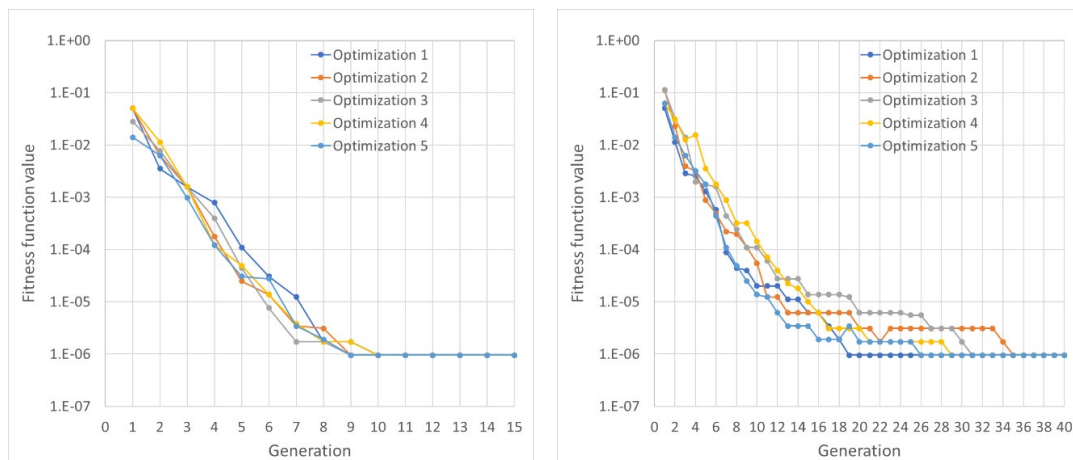 1.E+00
1.E-01
1.E-02
1.E-03
1.E-04
1.E-05
1.E-06
1.E-07
Fitness function value
Optimization 1
Optimization 2
Optimization 3
Optimization 4
Optimization 5
0 1 2 3 4 5 6 7 8 9 10 11 12 13 14 15
Generation
1.E+00
1.E-01
1.E-02
1.E-03
1.E-04
1.E-05
1.E-06
1.E-07
Fitness function value
Optimization 1
Optimization 2
Optimization 3
Optimization 4
Optimization 5
0 2 4 6 8 10 12 14 16 18 20 22 24 26 28 30 32 34 36 38 40
Generation